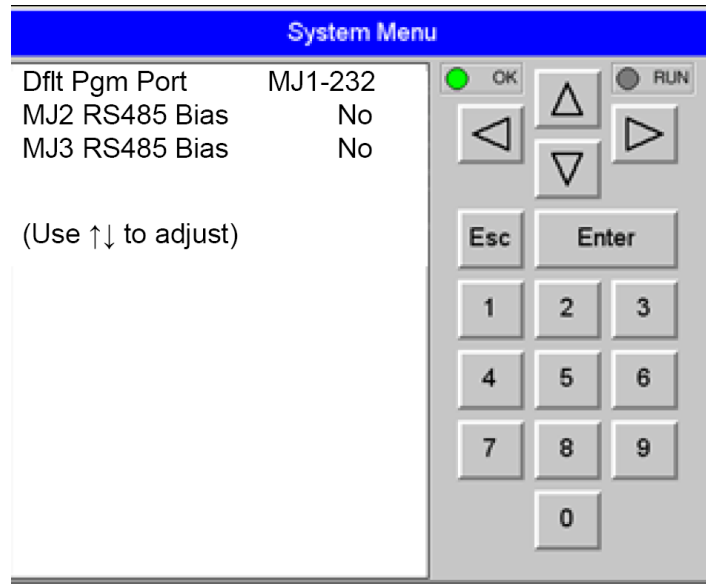 System Menu
Dflt Pgm Port MJ1-232
MJ2 RS485 Bias No
MJ3 RS485 Bias No
(Use ↑↓ to adjust)
OK RUN
Esc Enter
1 2 3
4 5 6
7 8 9
0